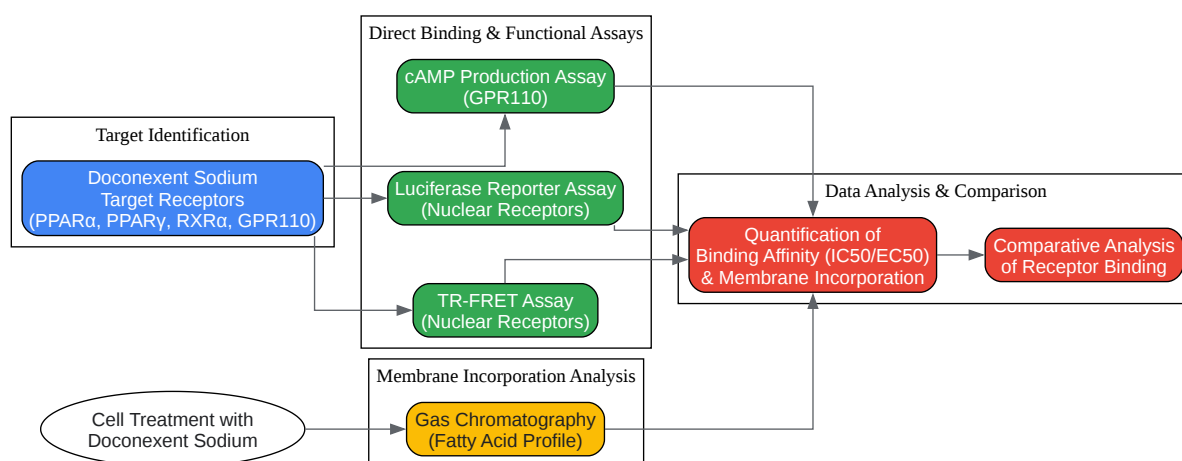 Target Identification
Doconexent Sodium
Target Receptors
(PPARα, PPARγ, RXRα, GPR110)
Direct Binding & Functional Assays
cAMP Production Assay
(GPR110)
Luciferase Reporter Assay
(Nuclear Receptors)
TR-FRET Assay
(Nuclear Receptors)
Membrane Incorporation Analysis
Gas Chromatography
(Fatty Acid Profile)
Cell Treatment with
Doconexent Sodium
Data Analysis & Comparison
Quantification of
Binding Affinity (IC50/EC50)
& Membrane Incorporation
Comparative Analysis
of Receptor Binding